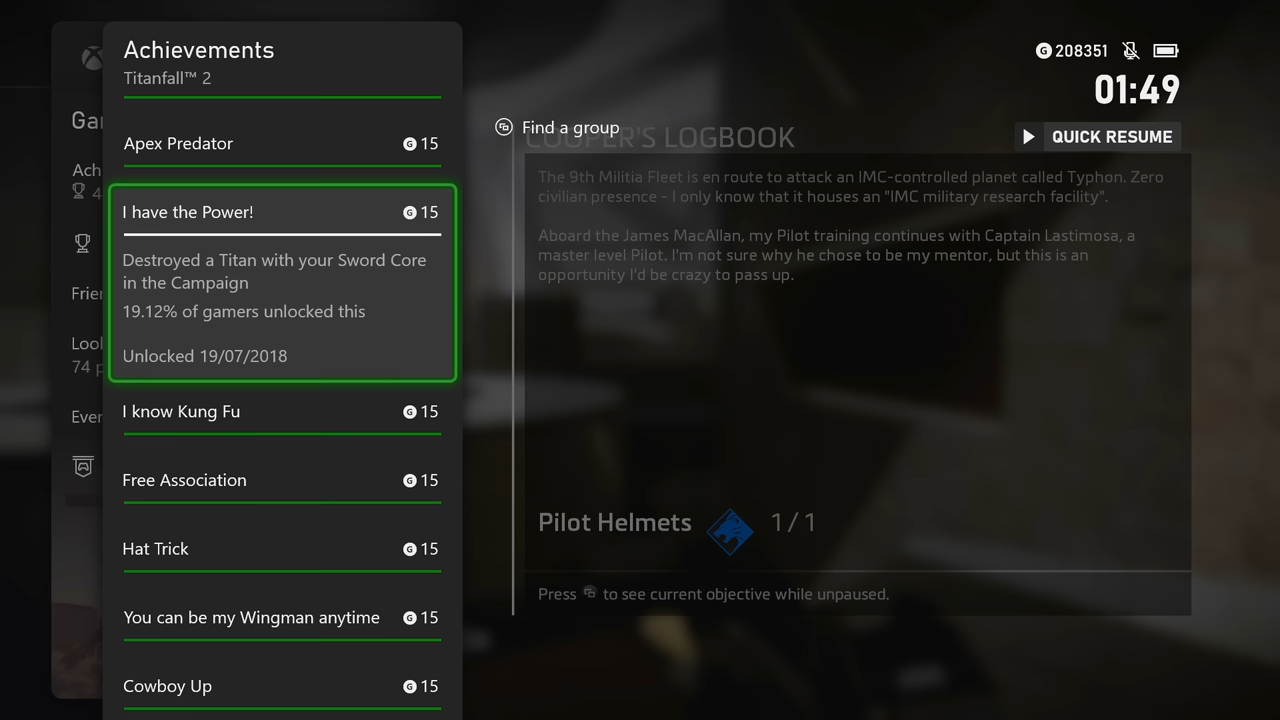 Achievements
Titanfall™ 2
Apex Predator G 15
I have the Power! G 15
Destroyed a Titan with your Sword Core
in the Campaign
19.12% of gamers unlocked this
Unlocked 19/07/2018
I know Kung Fu G 15
Free Association G 15
Hat Trick G 15
You can be my Wingman anytime G 15
Cowboy Up G 15
74
Find a group
COOPER'S LOGBOOK
The 9th Militia Fleet is en route to attack an IMC-controlled planet called Typhon. Zero
civilian presence - I only know that it houses an "IMC military research facility".
Aboard the James MacAllan, my Pilot training continues with Captain Lastimosa, a
master level Pilot. I'm not sure why he chose to be my mentor, but this is an
opportunity I'd be crazy to pass up.
Pilot Helmets 1 / 1
Press to see current objective while unpaused.
G 208351
01:49
QUICK RESUME